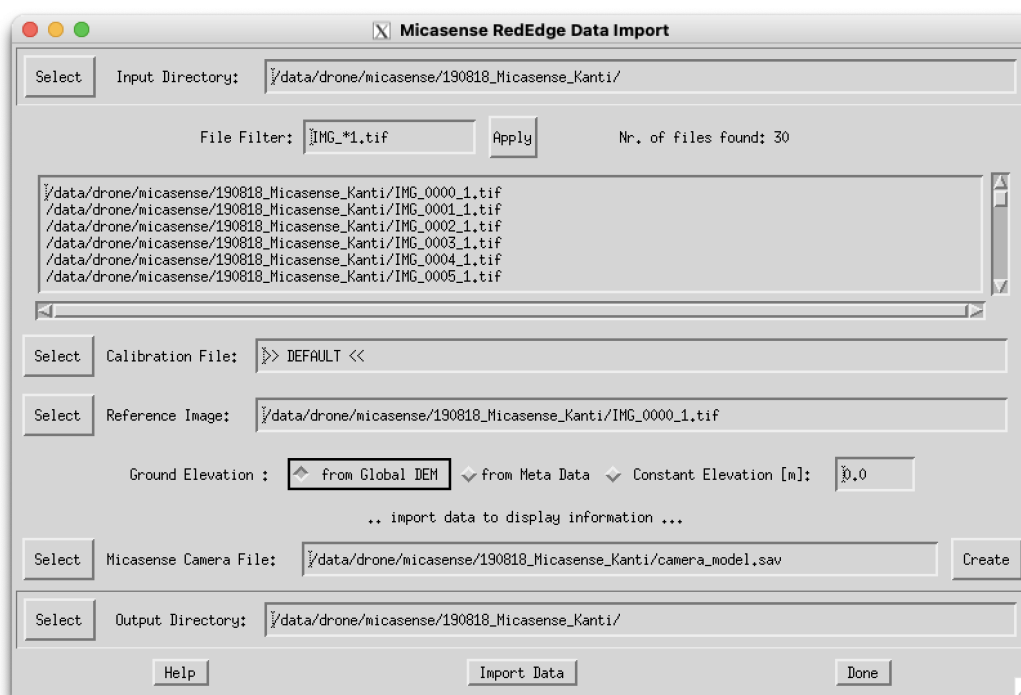 Micasense RedEdge Data Import
Select Input Directory: /data/drone/micasense/190818_Micasense_Kanti/
File Filter: IMG_*1.tif Apply Nr. of files found: 30
/data/drone/micasense/190818_Micasense_Kanti/IMG_0000_1.tif
/data/drone/micasense/190818_Micasense_Kanti/IMG_0001_1.tif
/data/drone/micasense/190818_Micasense_Kanti/IMG_0002_1.tif
/data/drone/micasense/190818_Micasense_Kanti/IMG_0003_1.tif
/data/drone/micasense/190818_Micasense_Kanti/IMG_0004_1.tif
/data/drone/micasense/190818_Micasense_Kanti/IMG_0005_1.tif
Select Calibration File: >> DEFAULT <<
Select Reference Image: /data/drone/micasense/190818_Micasense_Kanti/IMG_0000_1.tif
Ground Elevation : from Global DEM from Meta Data Constant Elevation [m]: 0.0
.. import data to display information ...
Select Micasense Camera File: /data/drone/micasense/190818_Micasense_Kanti/camera_model.sav Create
Select Output Directory: /data/drone/micasense/190818_Micasense_Kanti/
Help Import Data Done